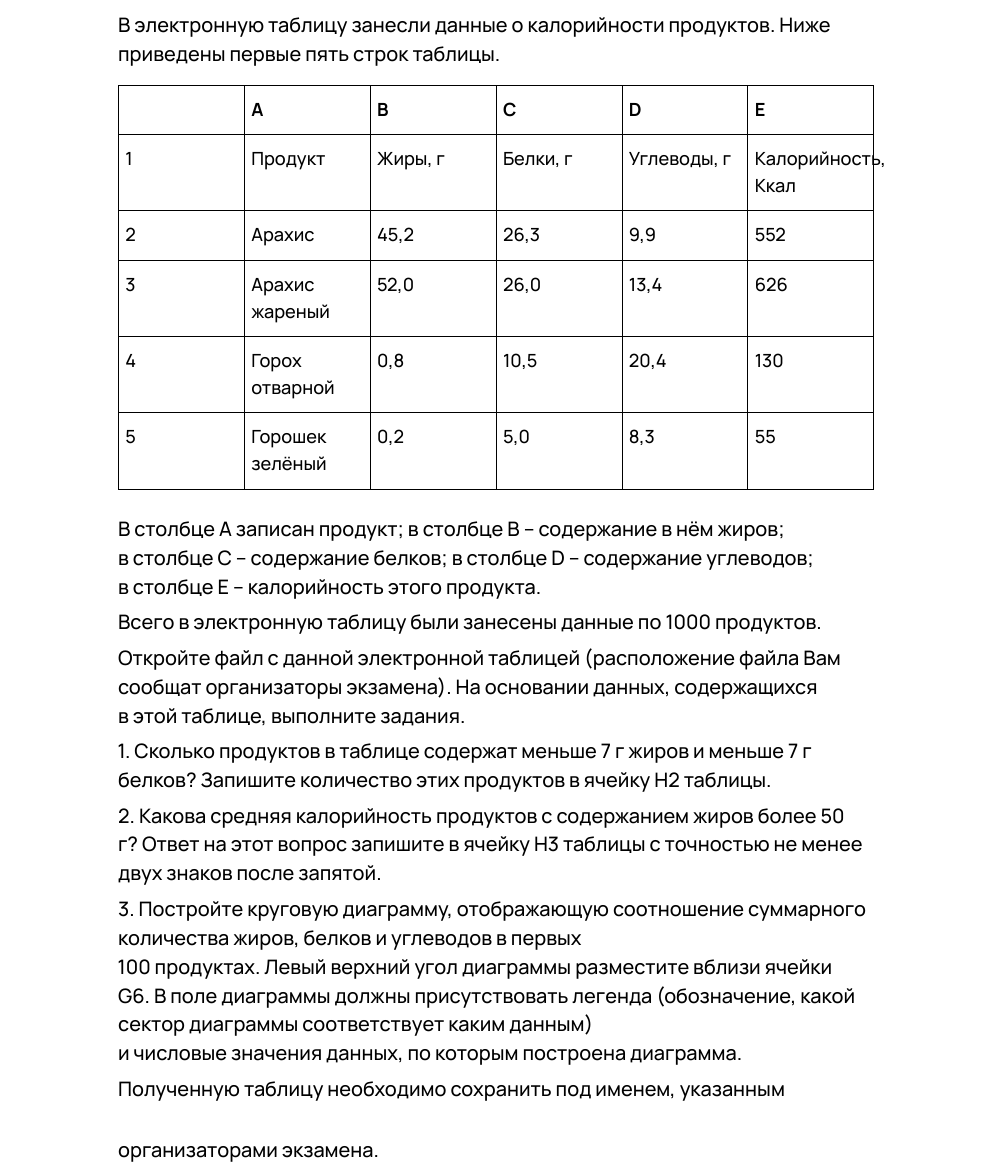 В электронную таблицу занесли данные о калорийности продуктов. Ниже
приведены первые пять строк таблицы.
A B C D E
1 Продукт Жиры, г Белки, г Углеводы, г Калорийность,
Ккал
2 Арахис 45,2 26,3 9,9 552
3 Арахис 52,0 26,0 13,4 626
жареный
4 Горох 0,8 10,5 20,4 130
отварной
5 Горошек 0,2 5,0 8,3 55
зелёный
В столбце A записан продукт; в столбце B – содержание в нём жиров;
в столбце C – содержание белков; в столбце D – содержание углеводов;
в столбце E – калорийность этого продукта.
Всего в электронную таблицу были занесены данные по 1000 продуктов.
Откройте файл с данной электронной таблицей (расположение файла Вам
сообщат организаторы экзамена). На основании данных, содержащихся
в этой таблице, выполните задания.
1. Сколько продуктов в таблице содержат меньше 7 г жиров и меньше 7 г
белков? Запишите количество этих продуктов в ячейку H2 таблицы.
2. Какова средняя калорийность продуктов с содержанием жиров более 50
г? Ответ на этот вопрос запишите в ячейку H3 таблицы с точностью не менее
двух знаков после запятой.
3. Постройте круговую диаграмму, отображающую соотношение суммарного
количества жиров, белков и углеводов в первых
100 продуктах. Левый верхний угол диаграммы разместите вблизи ячейки
G6. В поле диаграммы должны присутствовать легенда (обозначение, какой
сектор диаграммы соответствует каким данным)
и числовые значения данных, по которым построена диаграмма.
Полученную таблицу необходимо сохранить под именем, указанным
организаторами экзамена.